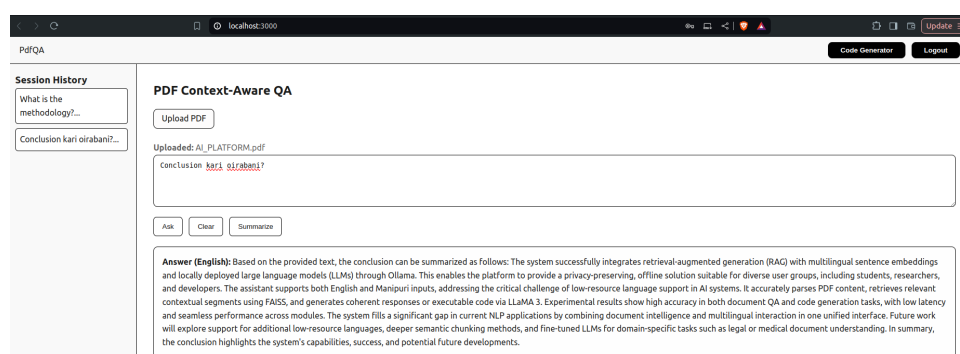 localhost:3000
Update
PdfQA
Code Generator
Logout
Session History
What is the
methodology?...
Conclusion kari oirabani?...
PDF Context-Aware QA
Upload PDF
Uploaded: AI_PLATFORM.pdf
Conclusion kari oirabani?
Ask
Clear
Summarize
Answer (English): Based on the provided text, the conclusion can be summarized as follows: The system successfully integrates retrieval-augmented generation (RAG) with multilingual sentence embeddings
and locally deployed large language models (LLMs) through Ollama. This enables the platform to provide a privacy-preserving, offline solution suitable for diverse user groups, including students, researchers,
and developers. The assistant supports both English and Manipuri inputs, addressing the critical challenge of low-resource language support in AI systems. It accurately parses PDF content, retrieves relevant
contextual segments using FAISS, and generates coherent responses or executable code via LLaMA 3. Experimental results show high accuracy in both document QA and code generation tasks, with low latency
and seamless performance across modules. The system fills a significant gap in current NLP applications by combining document intelligence and multilingual interaction in one unified interface. Future work
will explore support for additional low-resource languages, deeper semantic chunking methods, and fine-tuned LLMs for domain-specific tasks such as legal or medical document understanding. In summary,
the conclusion highlights the system's capabilities, success, and potential future developments.